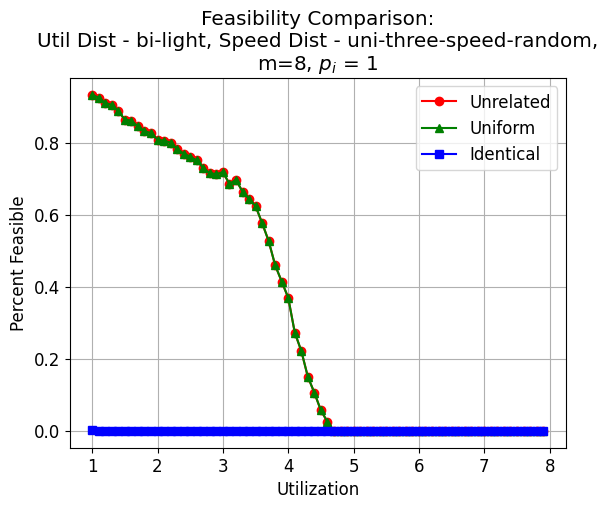 Feasibility Comparison:
Util Dist - bi-light, Speed Dist - uni-three-speed-random,
m=8, p_i = 1
Unrelated
Uniform
Identical
Percent Feasible
0.8
0.6
0.4
0.2
0.0
1 2 3 4 5 6 7 8
Utilization